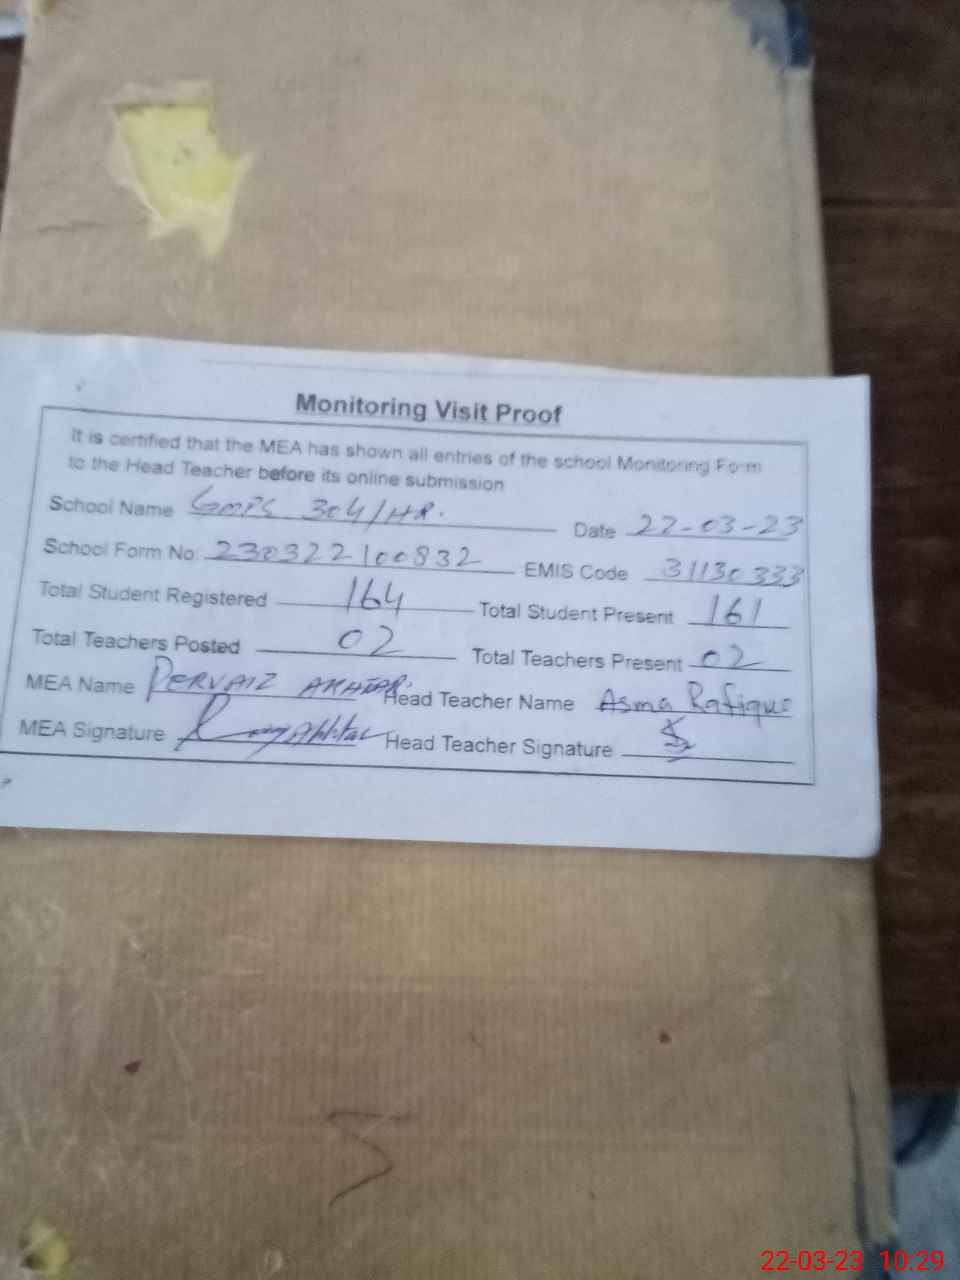 Monitoring Visit Proof
It is certified that the MEA has shown all entries of the school Monitoring Form
to the Head Teacher before its online submission
School Name GMPS 304/HR. Date 22-03-23
School Form No: 230322100832 EMIS Code 31130333
Total Student Registered 164 Total Student Present 161
Total Teachers Posted 02 Total Teachers Present 02
MEA Name PERVAIZ AKHTAR. Head Teacher Name Asma Rafique
MEA Signature Head Teacher Signature
22-03-23 10:29